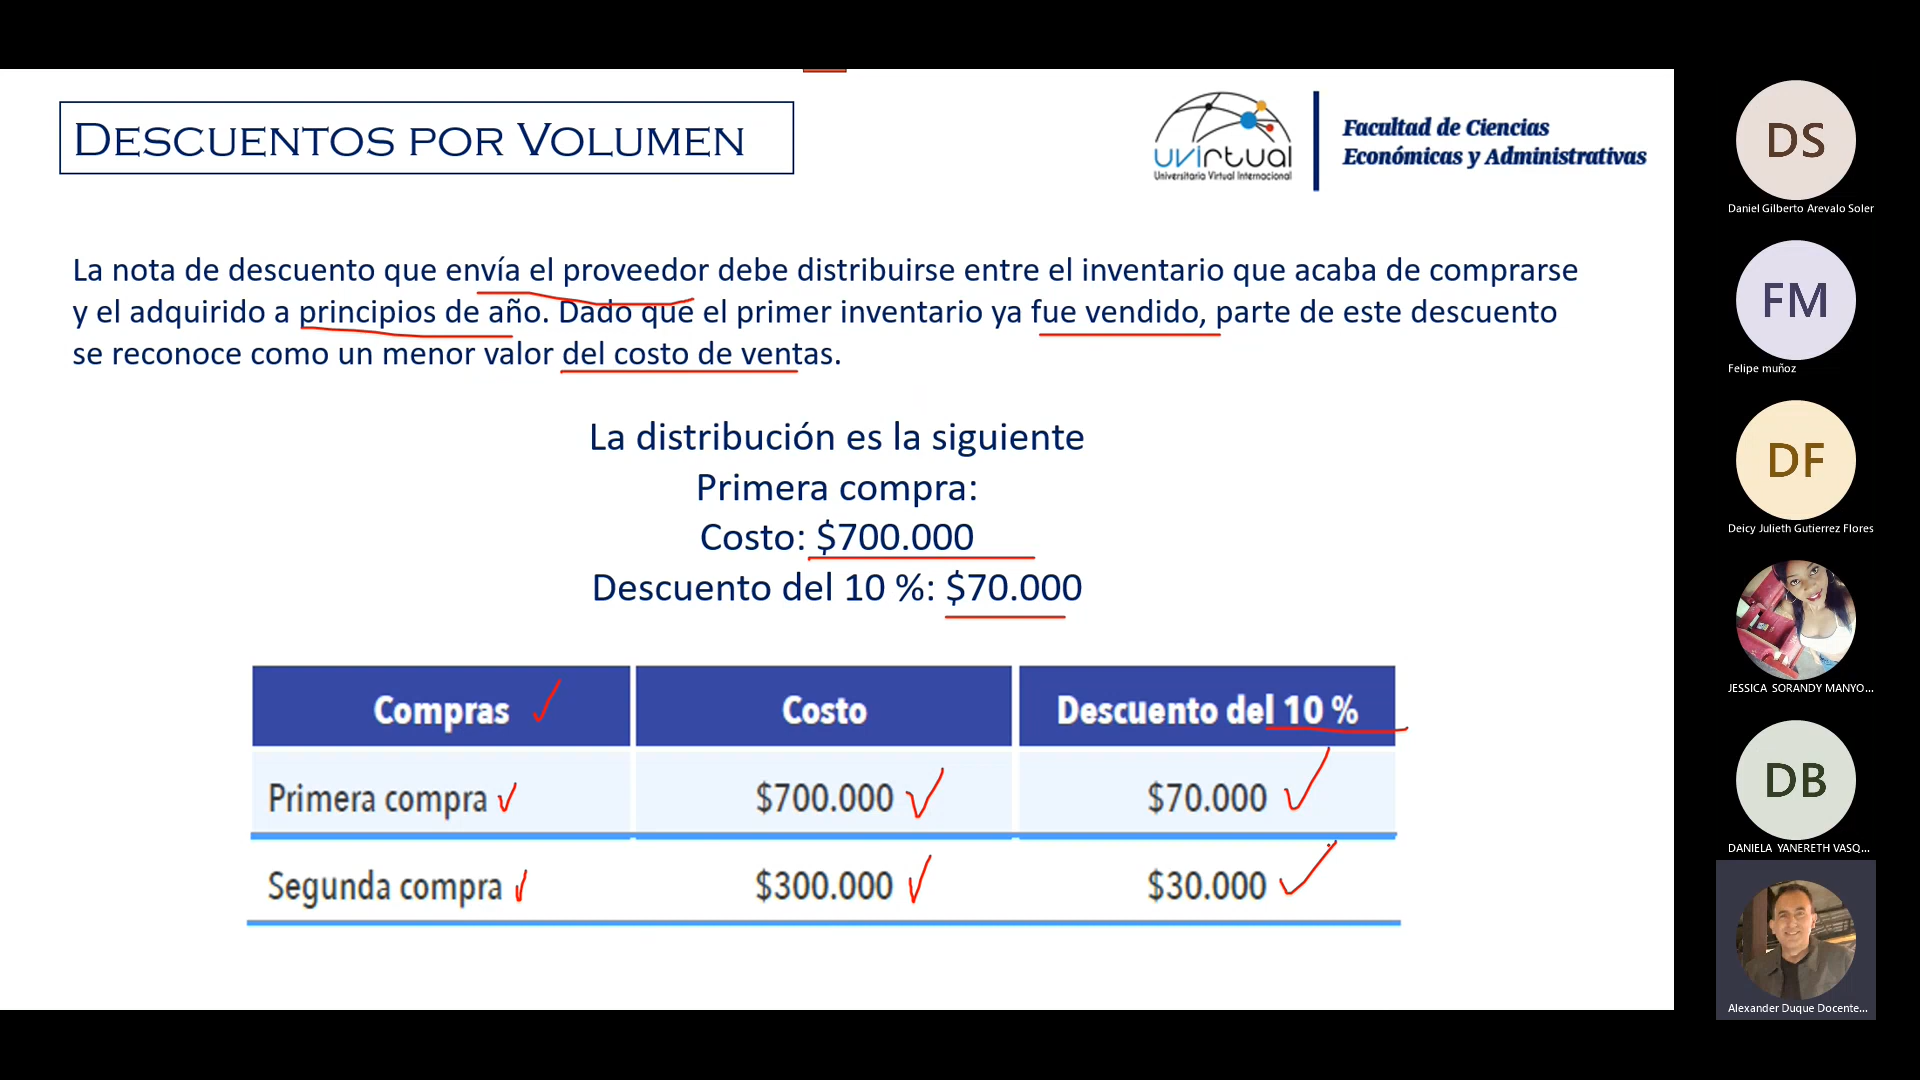 DESCUENTOS POR VOLUMEN
uvirtual
Universitaria Virtual Internacional
Facultad de Ciencias
Económicas y Administrativas
La nota de descuento que envía el proveedor debe distribuirse entre el inventario que acaba de comprarse
y el adquirido a principios de año. Dado que el primer inventario ya fue vendido, parte de este descuento
se reconoce como un menor valor del costo de ventas.
La distribución es la siguiente
Primera compra:
Costo: $700.000
Descuento del 10 %: $70.000
Compras Costo Descuento del 10 %
Primera compra $700.000 $70.000
Segunda compra $300.000 $30.000
DS
Daniel Gilberto Arevalo Soler
FM
Felipe muñoz
DF
Deicy Julieth Gutierrez Flores
JESSICA SORANDY MANYO...
DB
DANIELA YANERETH VASQ...
Alexander Duque Docente...